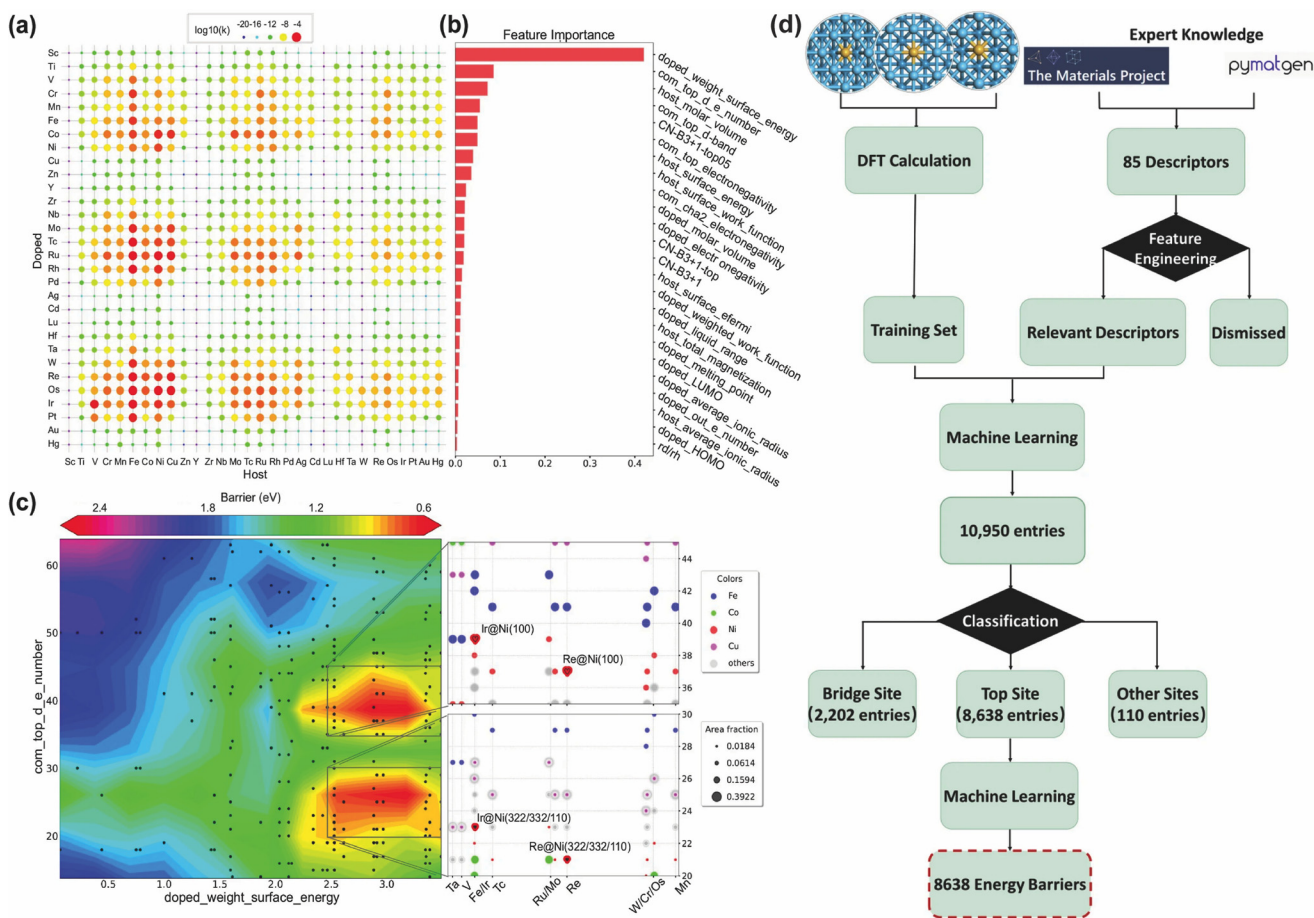 (a)
log10(k)
-20 -16 -12 -8 -4
Sc
Ti
V
Cr
Mn
Fe
Co
Ni
Cu
Zn
Y
Zr
Nb
Mo
Tc
Ru
Rh
Pd
Ag
Cd
Lu
Hf
Ta
W
Re
Os
Ir
Pt
Au
Hg
Doped
Sc Ti V Cr Mn Fe Co Ni Cu Zn Y Zr Nb Mo Tc Ru Rh Pd Ag Cd Lu Hf Ta W Re Os Ir Pt Au Hg
Host
(b)
Feature Importance
doped_weight_surface_energy
com_top_d_e_number
host_molar_volume
com_top_d-band
CN-B3+1-top05
com_top_electronegativity
host_surface_energy
host_surface_work_function
com_cha2_electronegativity
doped_molar_volume
doped_electr onegativity
CN-B3+1-top
CN-B3+1
host_surface_efermi
doped_weighted_work_function
doped_liquid_range
host_total_magnetization
doped_melting_point
doped_LUMO
doped_average_ionic_radius
doped_out_e_number
host_average_ionic_radius
doped_HOMO
rd/rh
0.0 0.1 0.2 0.3 0.4
(c)
Barrier (eV)
2.4 1.8 1.2 0.6
60
50
40
30
20
com_top_d_e_number
0.5 1.0 1.5 2.0 2.5 3.0
doped_weight_surface_energy
44
42
40
38
36
Ir@Ni(100)
Re@Ni(100)
30
28
26
24
22
20
Ir@Ni(322/332/110)
Re@Ni(322/332/110)
Ta
V
Fe/Ir
Tc
Ru/Mo
Re
W/Cr/Os
Mn
Colors
Fe
Co
Ni
Cu
others
Area fraction
0.0184
0.0614
0.1594
0.3922
(d)
Expert Knowledge
The Materials Project
pymatgen
DFT Calculation
85 Descriptors
Feature
Engineering
Training Set
Relevant Descriptors
Dismissed
Machine Learning
10,950 entries
Classification
Bridge Site
(2,202 entries)
Top Site
(8,638 entries)
Other Sites
(110 entries)
Machine Learning
8638 Energy Barriers